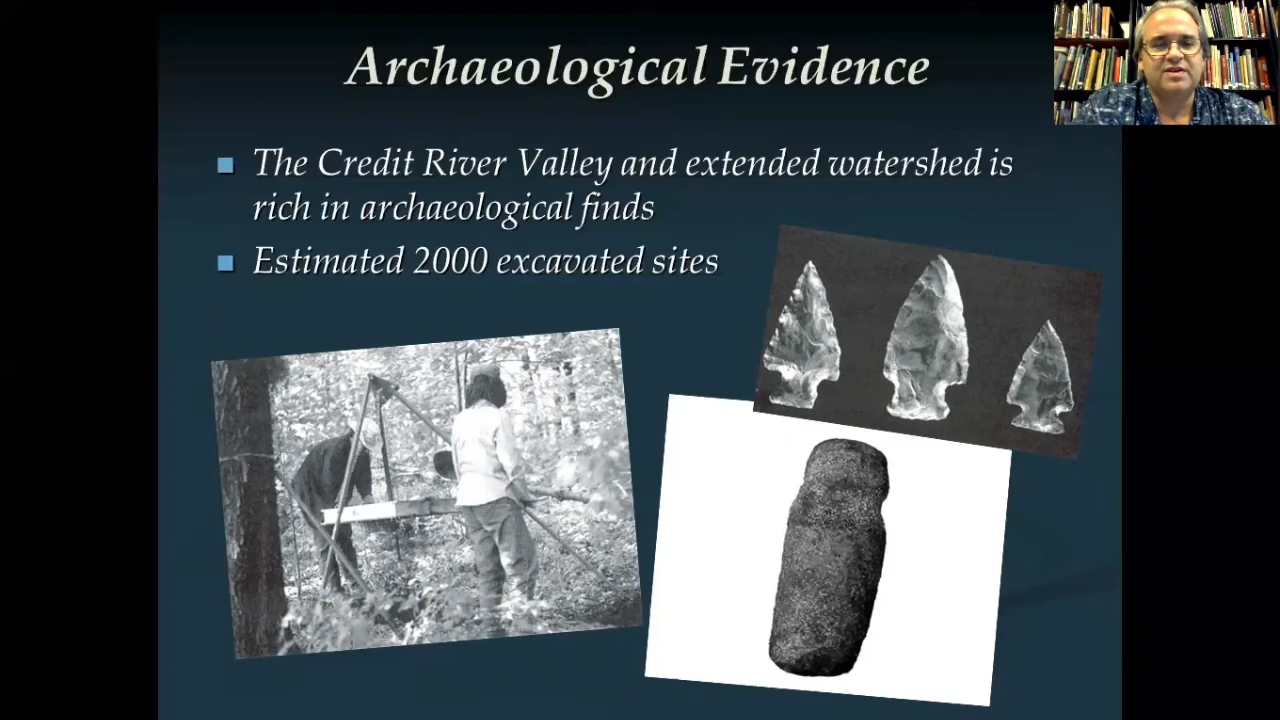 Archaeological Evidence
The Credit River Valley and extended watershed is
rich in archaeological finds
Estimated 2000 excavated sites